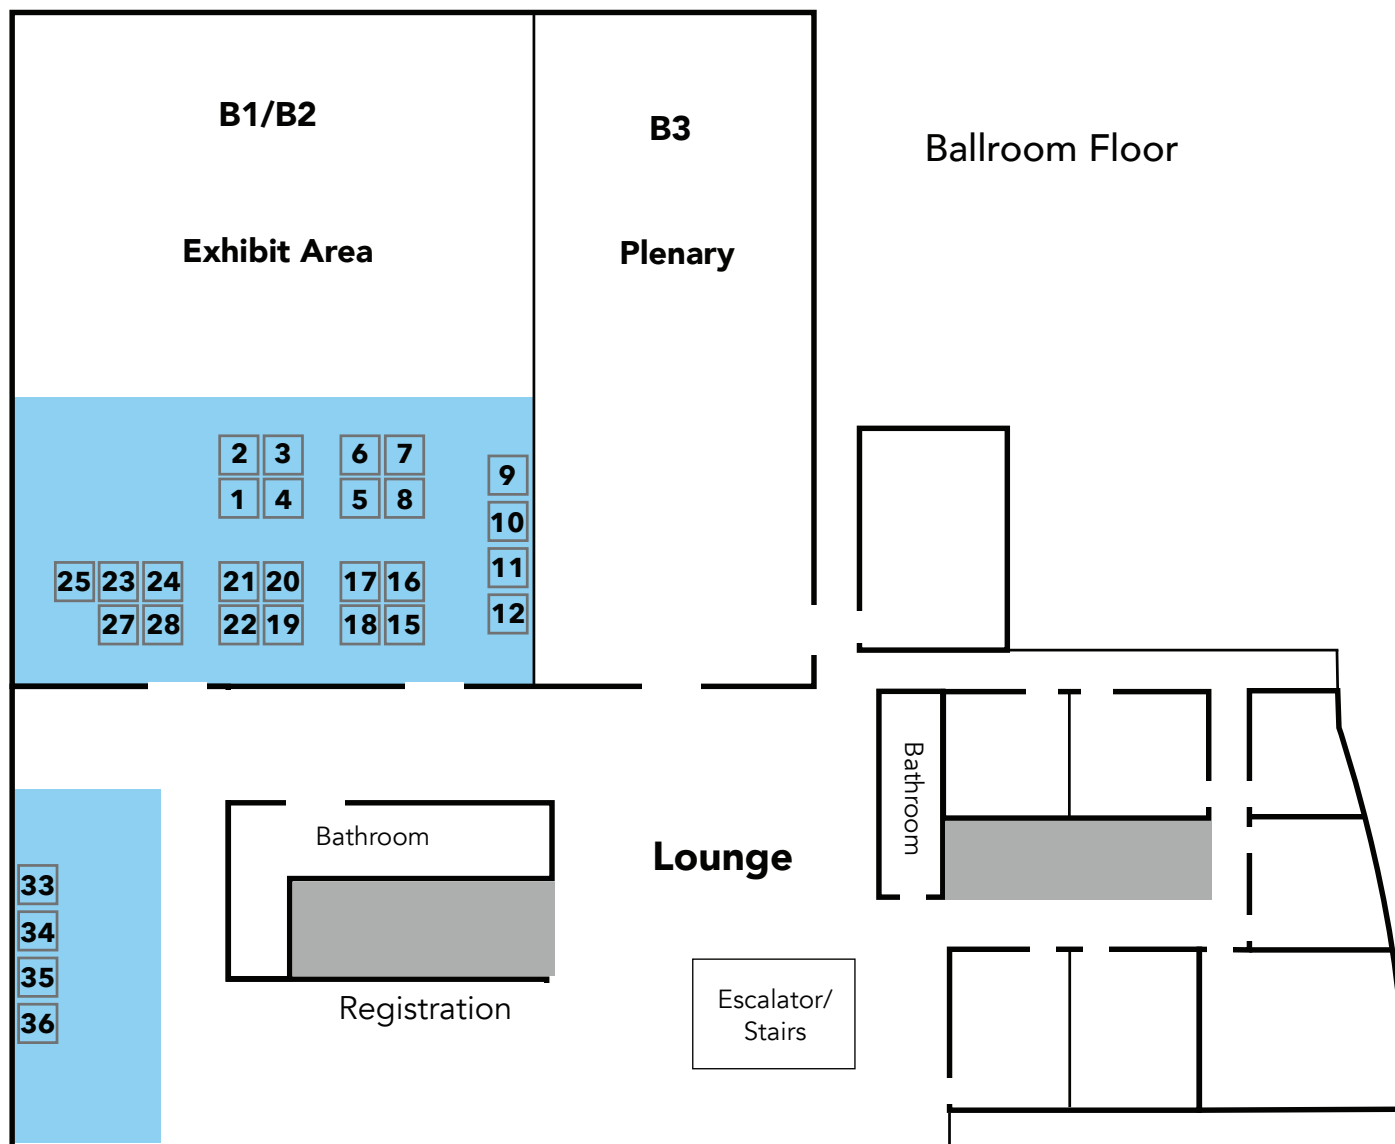 B1/B2
B3
Ballroom Floor
Exhibit Area
Plenary
2 3 6 7
9
1 4 5 8
10
11
25 23 24 21 20 17 16
12
27 28 22 19 18 15
Bathroom
Bathroom
Lounge
33
34
35
36
Registration
Escalator/
Stairs